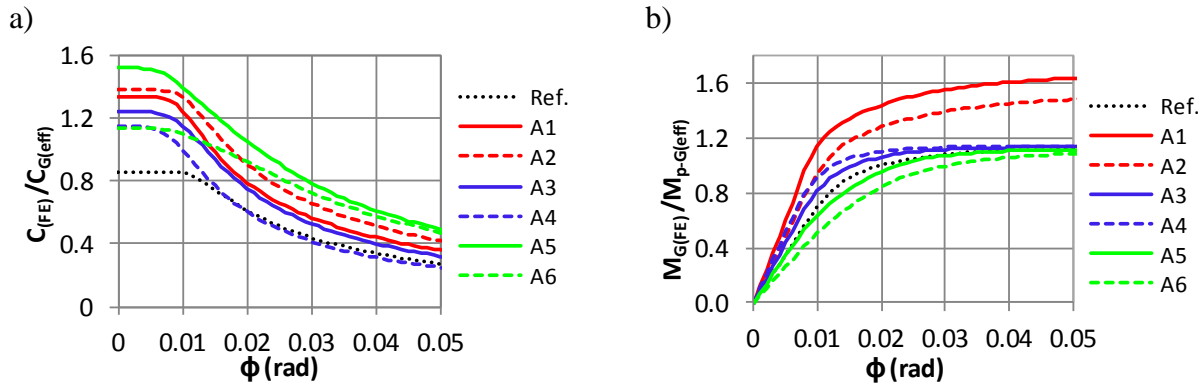 a)
C(FE)/CG(eff)
1.6
1.2
0.8
0.4
0
0 0.01 0.02 0.03 0.04 0.05
ϕ (rad)
Ref.
A1
A2
A3
A4
A5
A6
b)
MG(FE)/Mp-G(eff)
1.6
1.2
0.8
0.4
0.0
0 0.01 0.02 0.03 0.04 0.05
ϕ (rad)
Ref.
A1
A2
A3
A4
A5
A6